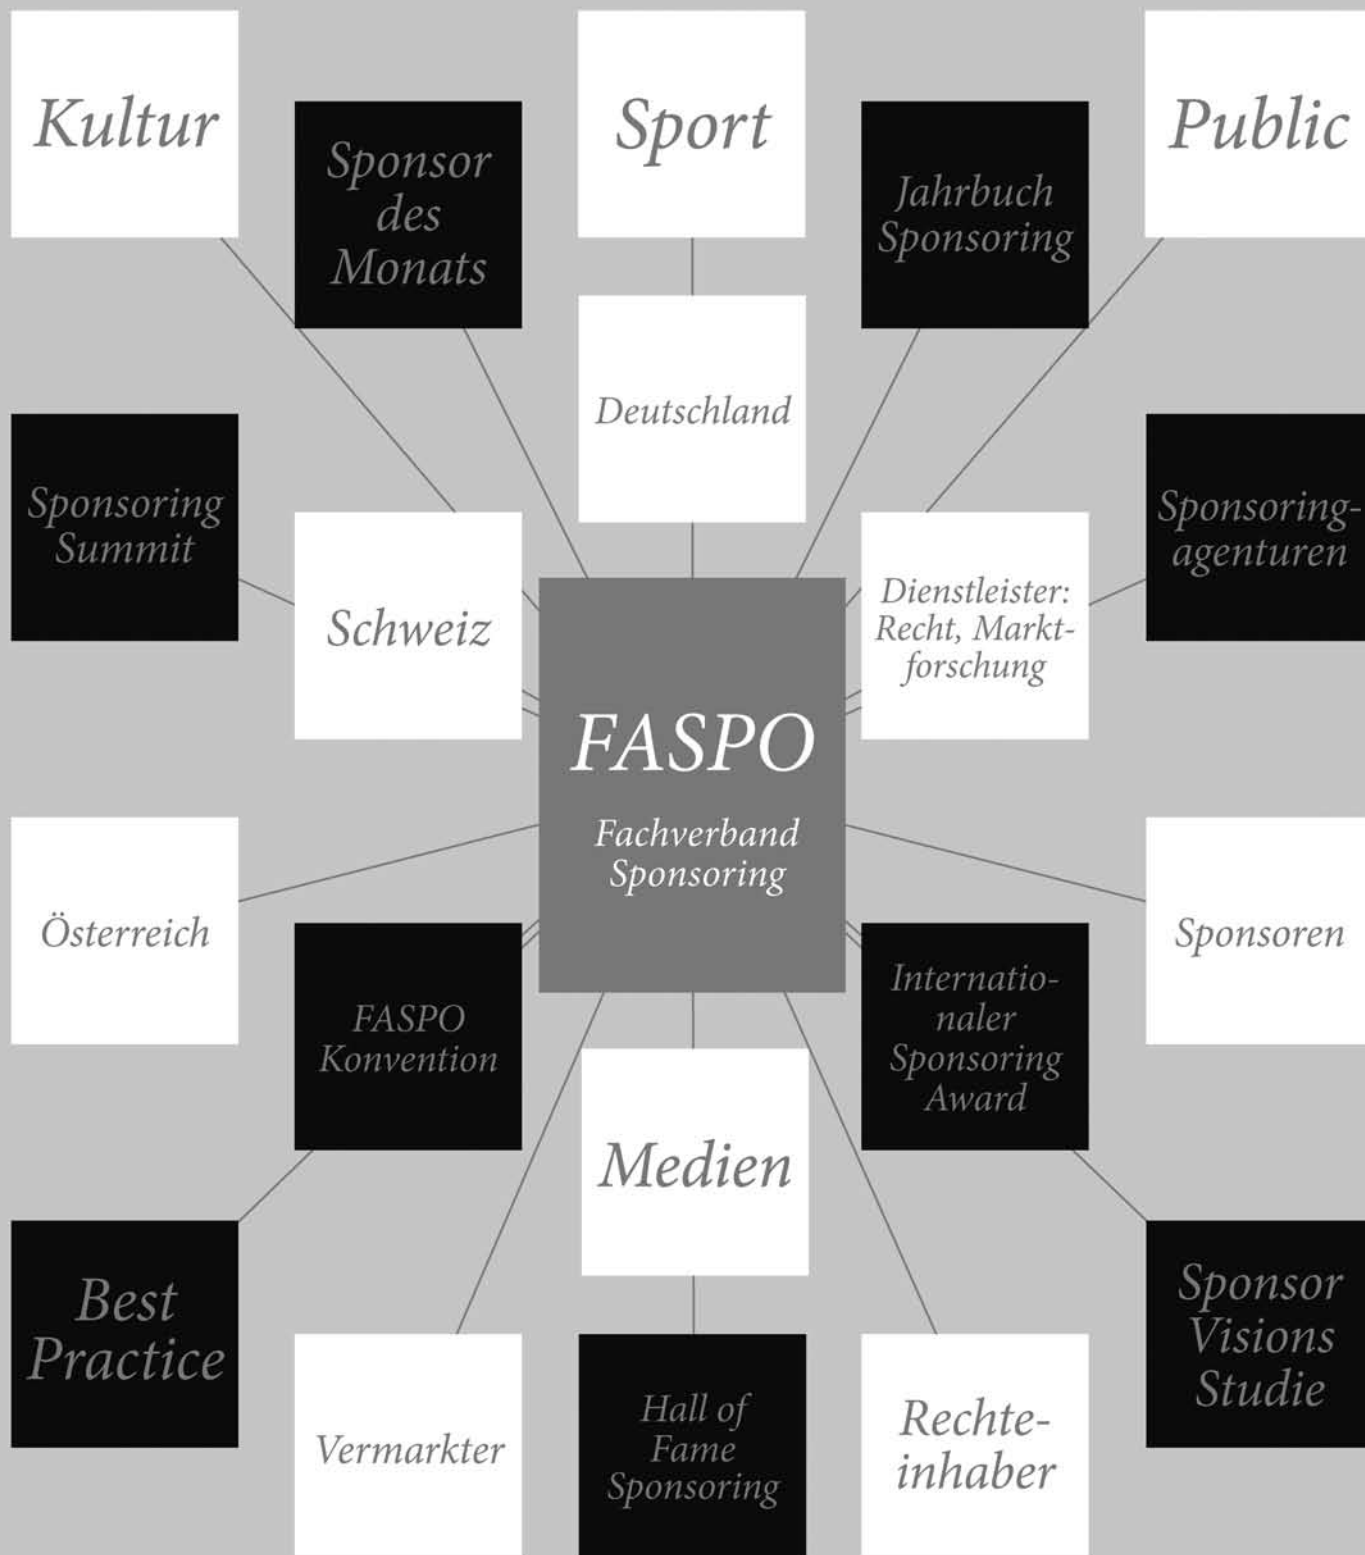 Kultur
Sport
Public
Sponsor
des
Monats
Jahrbuch
Sponsoring
Deutschland
Sponsoring
Summit
Sponsoring-
agenturen
Schweiz
Dienstleister:
Recht, Markt-
forschung
FASPO
Fachverband
Sponsoring
Österreich
Sponsoren
FASPO
Konvention
Internatio-
naler
Sponsoring
Award
Medien
Best
Practice
Sponsor
Visions
Studie
Vermarkter
Hall of
Fame
Sponsoring
Rechte-
inhaber